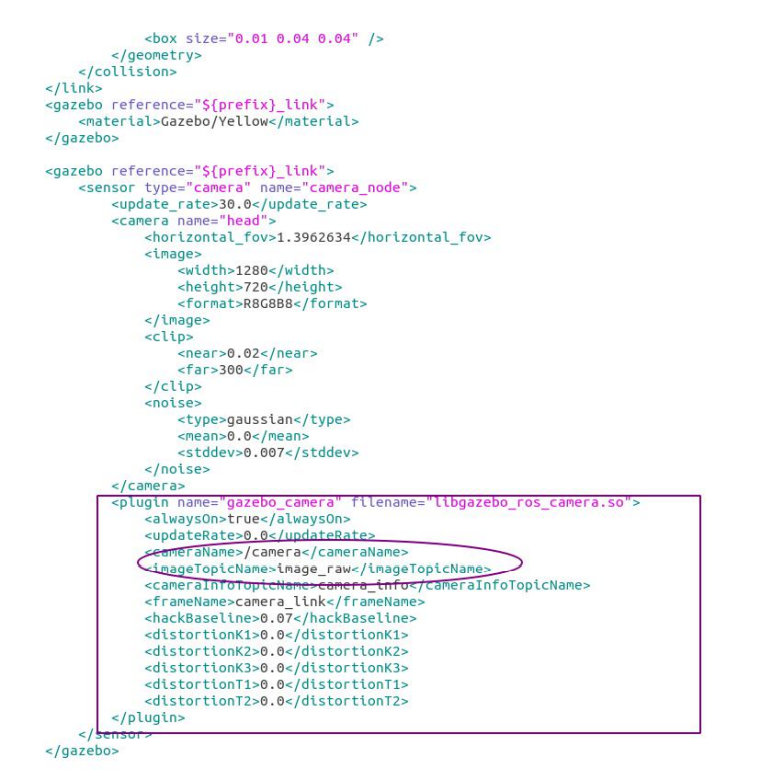 <box size="0.01 0.04 0.04" />
</geometry>
</collision>
</link>
<gazebo reference="${prefix}_link">
<material>Gazebo/Yellow</material>
</gazebo>
<gazebo reference="${prefix}_link">
<sensor type="camera" name="camera_node">
<update_rate>30.0</update_rate>
<camera name="head">
<horizontal_fov>1.3962634</horizontal_fov>
<image>
<width>1280</width>
<height>720</height>
<format>R8G8B8</format>
</image>
<clip>
<near>0.02</near>
<far>300</far>
</clip>
<noise>
<type>gaussian</type>
<mean>0.0</mean>
<stddev>0.007</stddev>
</noise>
</camera>
<plugin name="gazebo_camera" filename="libgazebo_ros_camera.so">
<alwaysOn>true</alwaysOn>
<updateRate>0.0</updateRate>
<cameraName>/camera</cameraName>
<imageTopicName>image_raw</imageTopicName>
<cameraInfoTopicName>camera_info</cameraInfoTopicName>
<frameName>camera_link</frameName>
<hackBaseline>0.07</hackBaseline>
<distortionK1>0.0</distortionK1>
<distortionK2>0.0</distortionK2>
<distortionK3>0.0</distortionK3>
<distortionT1>0.0</distortionT1>
<distortionT2>0.0</distortionT2>
</plugin>
</sensor>
</gazebo>